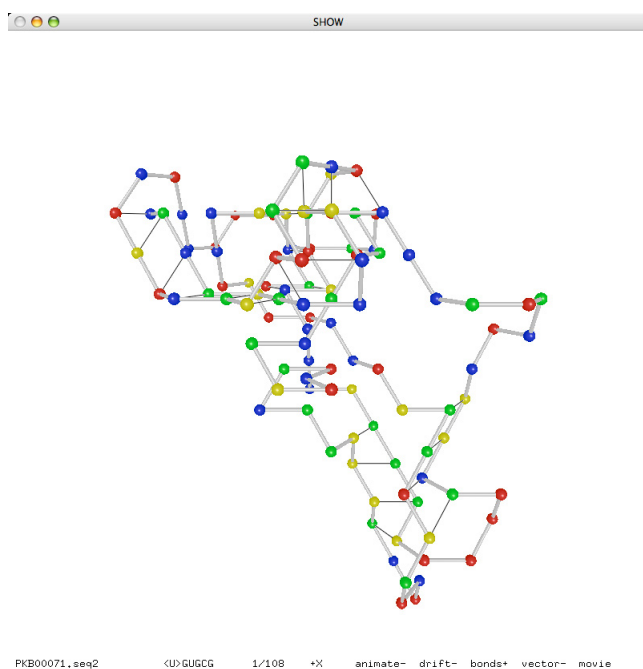 SHOW
PKB00071.seq2 <U>GUGCG 1/108 +X animate- drift- bonds+ vector- movie